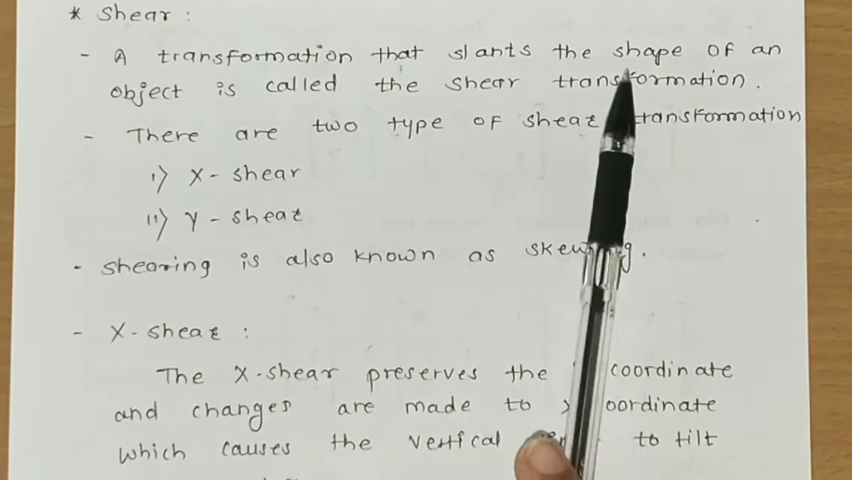 * Shear :
- A transformation that slants the shape of an
object is called the shear transformation.
- There are two type of shear transformation
i) X - shear
ii) Y - shear
- shearing is also known as skewing.
- X - shear :
The X-shear preserves the coordinate
and changes are made to X coordinate
which causes the vertical to tilt